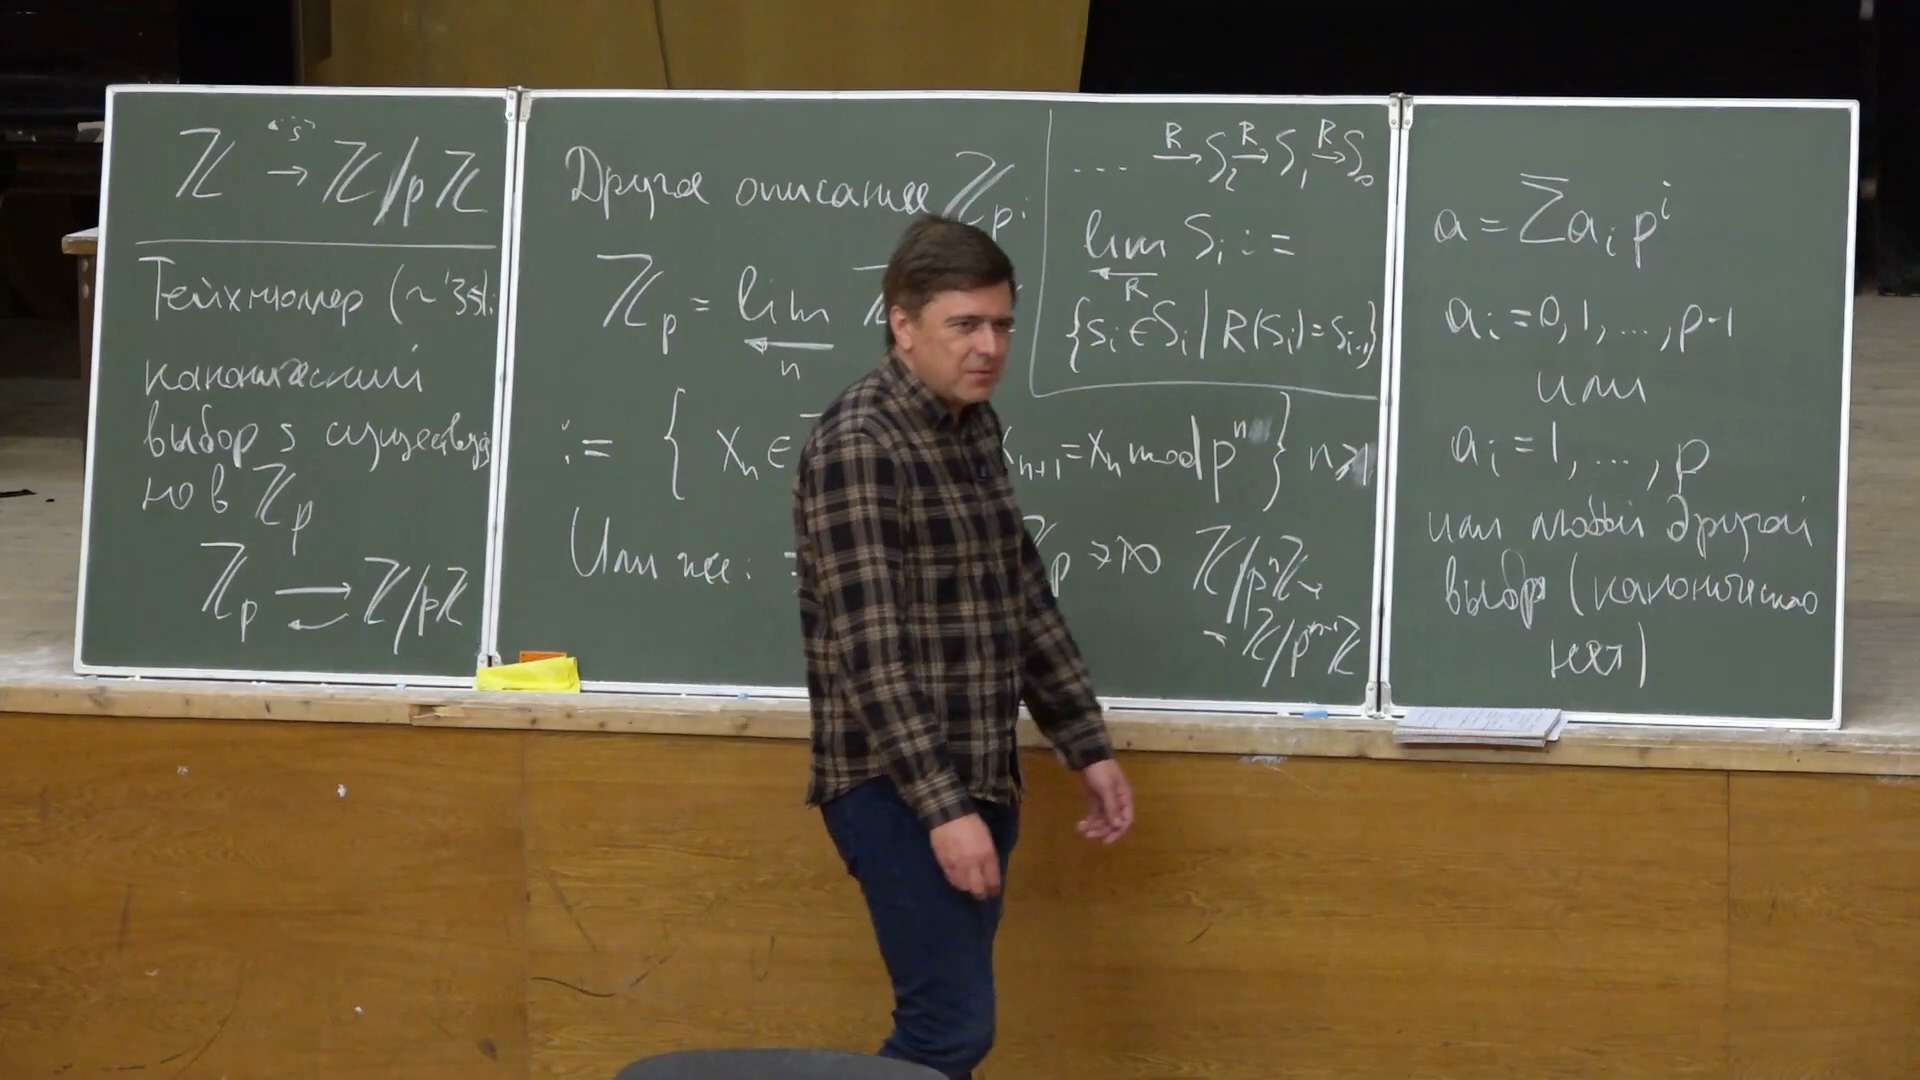 s
ℤ → ℤ/pℤ
Тейхмюллер (~'35):
канонический
выбор s существует
но в ℤ_p
ℤ_p ⇄ ℤ/pℤ
Другое описание ℤ_p:
ℤ_p = lim ℤ
n
:= { x_n ∈ x_{n+1} = x_n mod p^n } n≥1
Или же:
ℤ/p^nℤ →
→ ℤ/p^{n-1}ℤ
... —R→ S_2 —R→ S_1 —R→ S_0
lim S_i :=
R
{s_i ∈ S_i | R(s_i) = s_{i-1}}
a = Σ a_i p^i
a_i = 0, 1, ..., p-1
или
a_i = 1, ..., p
или любой другой
выбор (канонического
нет)